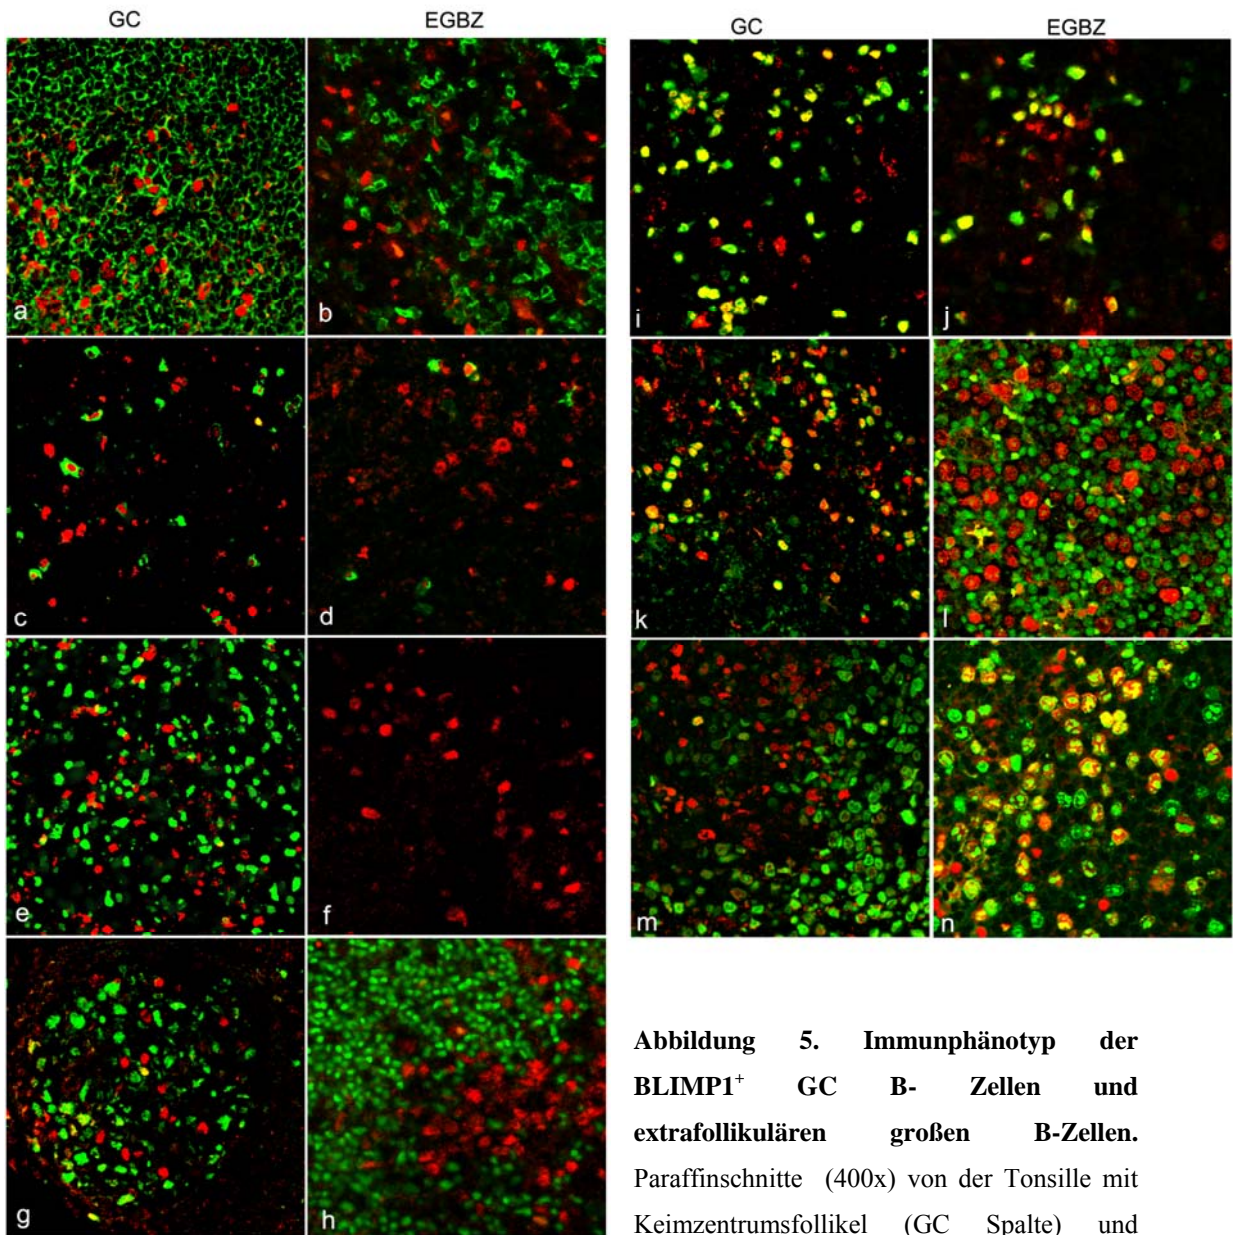 GC EGBZ
GC EGBZ
a b
c d
e f
g h
i j
k l
m n
Abbildung 5. Immunphänotyp der
BLIMP1⁺ GC B- Zellen und
extrafollikulären großen B-Zellen.
Paraffinschnitte (400x) von der Tonsille mit
Keimzentrumsfollikel (GC Spalte) und